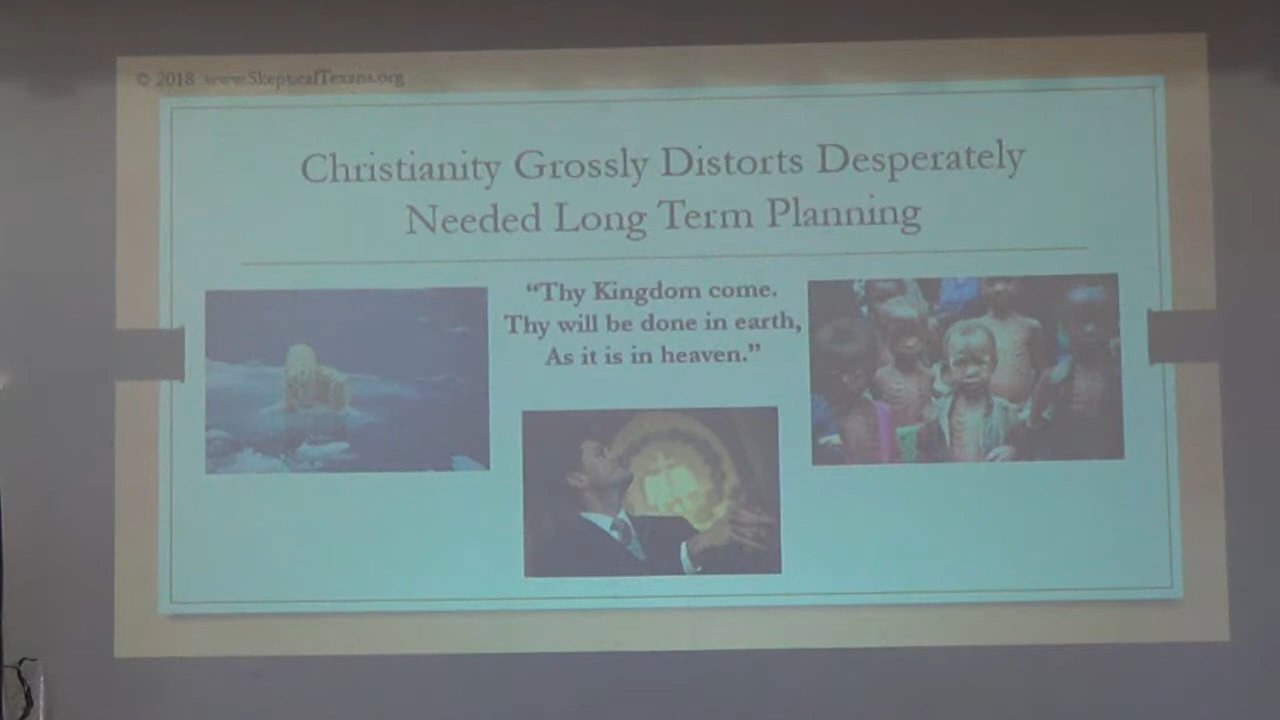 © 2018 www.SkepticalTexans.org
Christianity Grossly Distorts Desperately
Needed Long Term Planning
“Thy Kingdom come.
Thy will be done in earth,
As it is in heaven.”